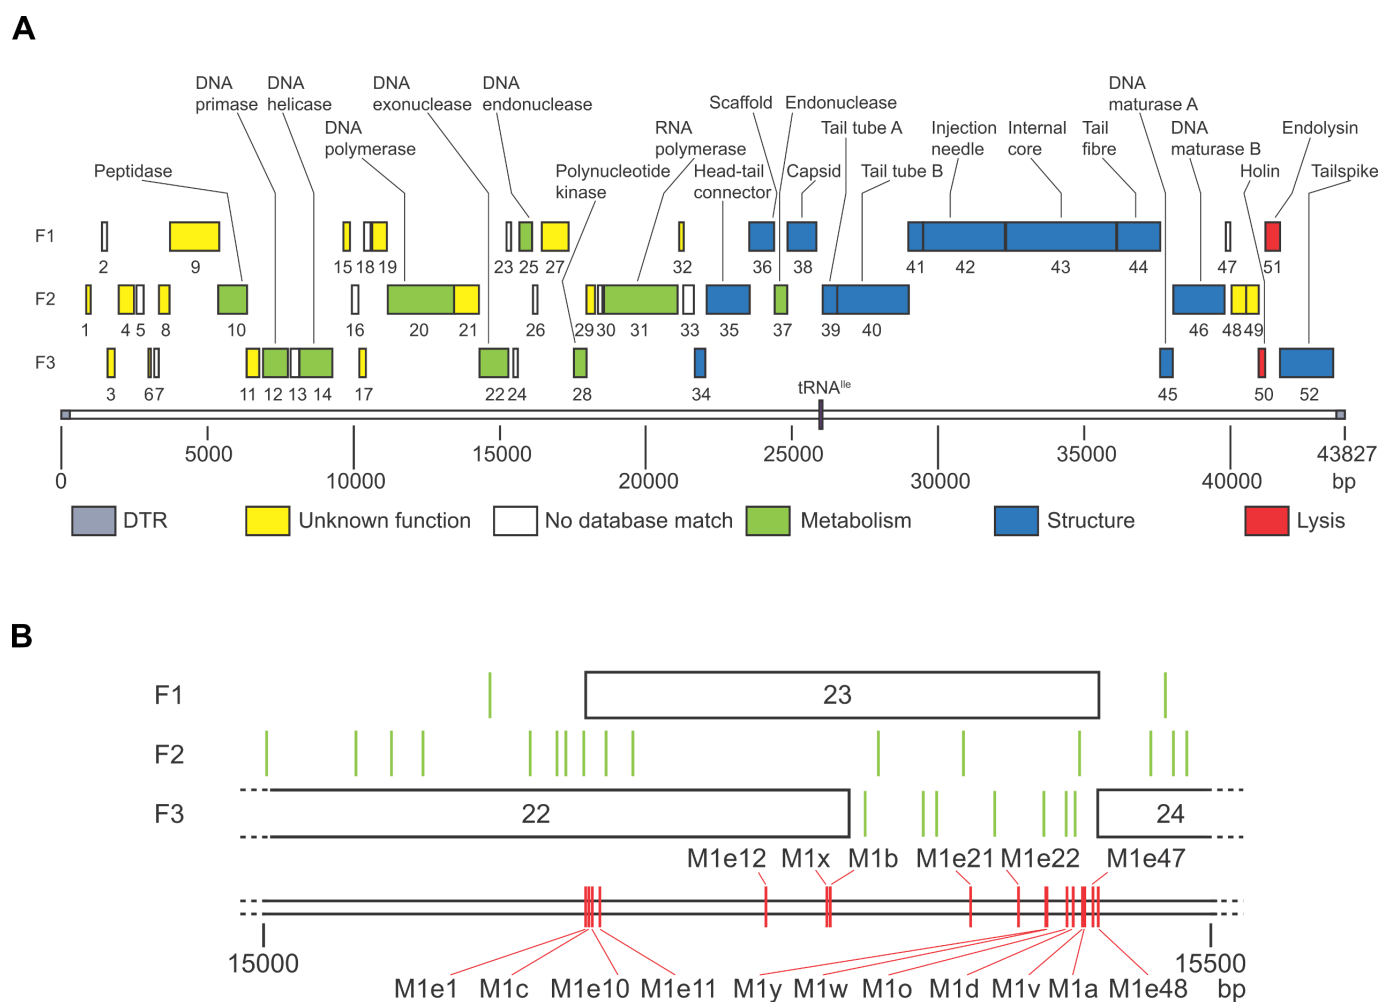 A
DNA primase
DNA helicase
DNA exonuclease
DNA endonuclease
Scaffold
Endonuclease
DNA maturase A
DNA polymerase
RNA polymerase
Tail tube A
Injection needle
Internal core
Tail fibre
DNA maturase B
Endolysin
Peptidase
Polynucleotide kinase
Head-tail connector
Capsid
Tail tube B
Holin
Tailspike
F1
2 9 15 18 19 23 25 27 32 36 38 41 42 43 44 47 51
F2
1 4 5 8 10 16 20 21 26 29 30 31 33 35 37 39 40 46 48 49
F3
3 6 7 11 12 13 14 17 22 24 28 34 45 50 52
tRNAIle
5000 15000 25000 35000 43827
0 10000 20000 30000 40000 bp
DTR Unknown function No database match Metabolism Structure Lysis
B
F1 23
F2
F3 22 24
M1e12 M1x M1b M1e21 M1e22 M1e47
15000 15500
M1e1 M1c M1e10 M1e11 M1y M1w M1o M1d M1v M1a M1e48 bp